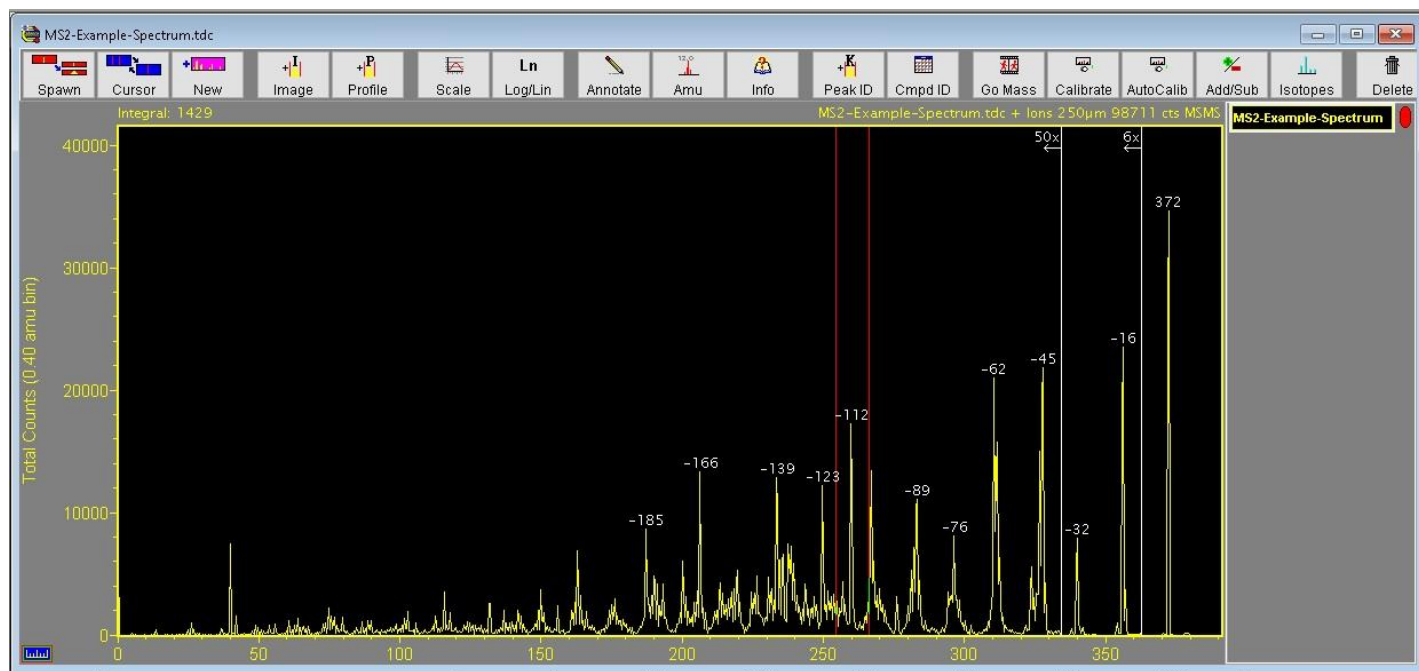 MS2-Example-Spectrum.tdc
Spawn Cursor New Image Profile Scale Log/Lin Annotate Amu Info Peak ID Cmpd ID Go Mass Calibrate AutoCalib Add/Sub Isotopes Delete
I P Ln 12.0 K
Integral: 1429 MS2-Example-Spectrum.tdc + Ions 250µm 98711 cts MSMS
MS2-Example-Spectrum
50x 6x
40000
372
30000
-16
-45
-62
20000
-112
-166 -139 -123
-89
10000
-185 -76 -32
0
Total Counts (0.40 amu bin)
0 50 100 150 200 250 300 350